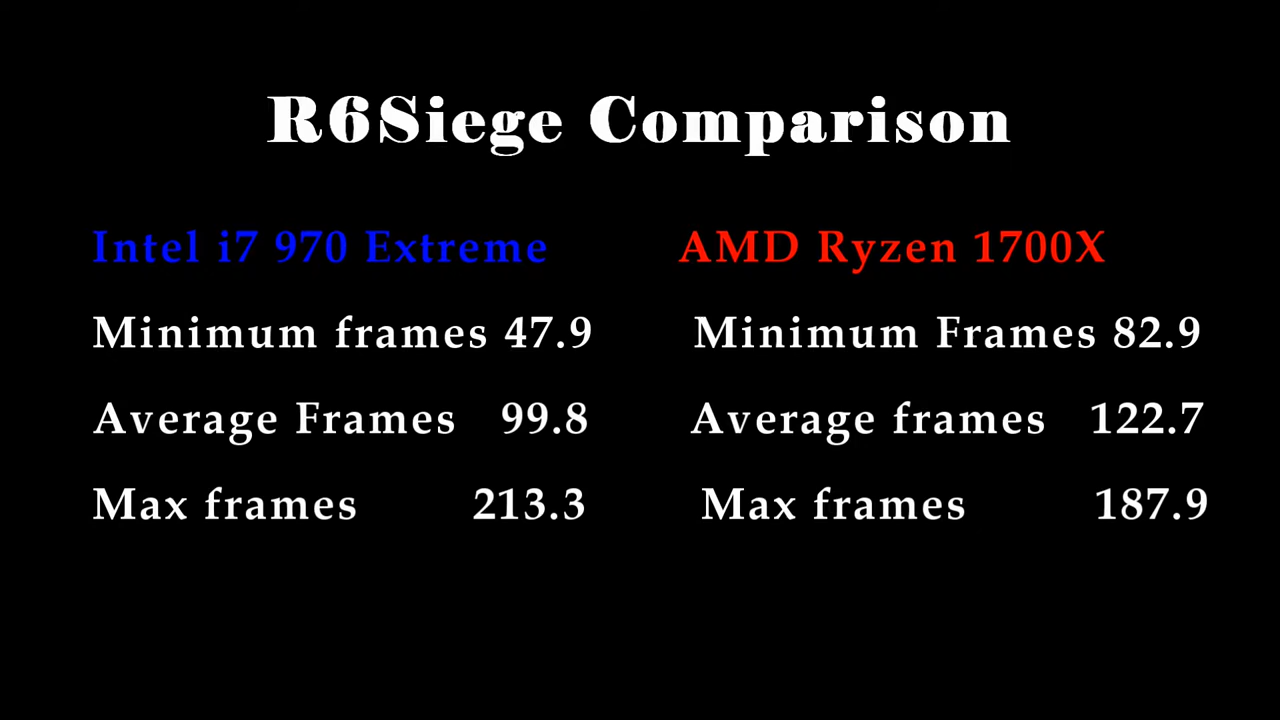 R6Siege Comparison
Intel i7 970 Extreme AMD Ryzen 1700X
Minimum frames 47.9 Minimum Frames 82.9
Average Frames 99.8 Average frames 122.7
Max frames 213.3 Max frames 187.9